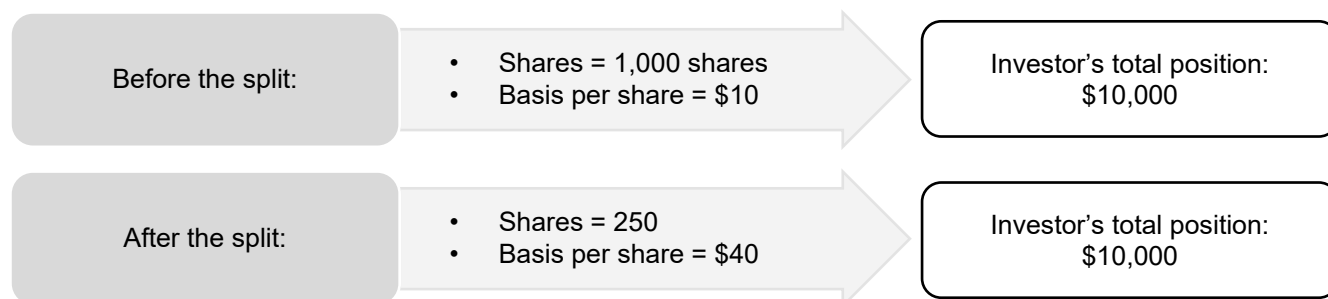 Before the split:
• Shares = 1,000 shares
• Basis per share = $10
Investor’s total position:
$10,000
After the split:
• Shares = 250
• Basis per share = $40
Investor’s total position:
$10,000